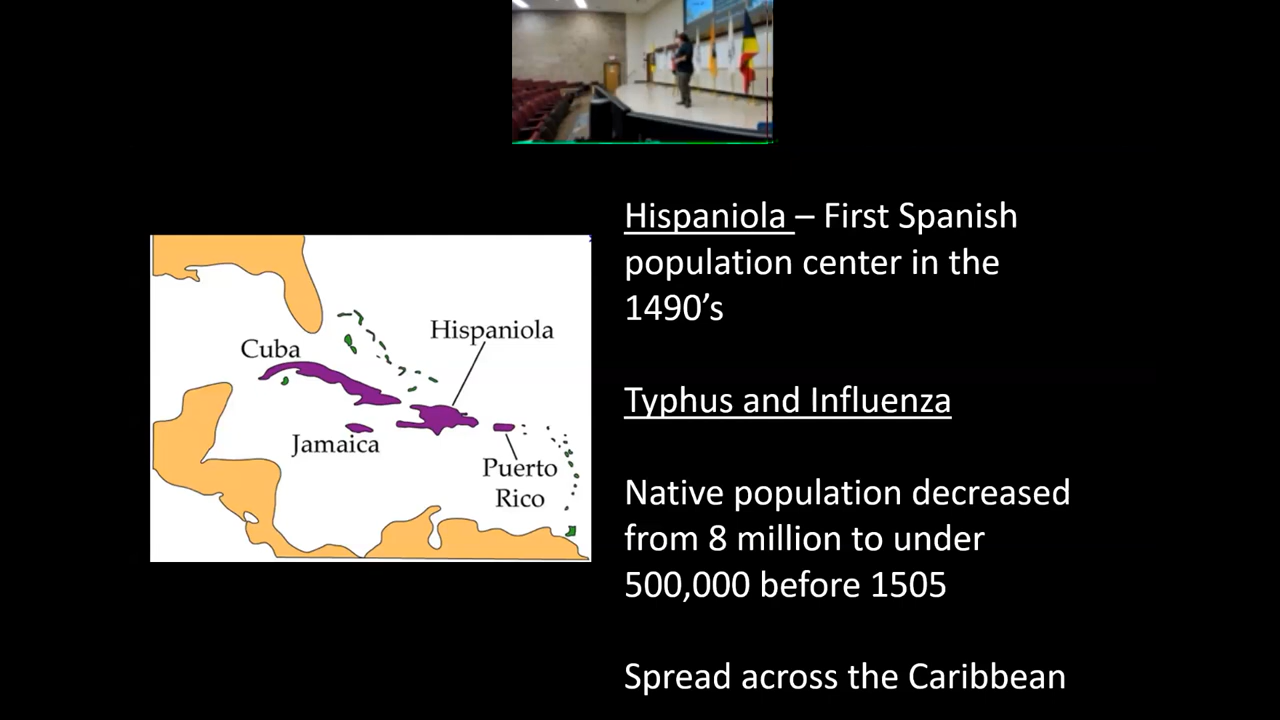 Hispaniola – First Spanish
population center in the
1490’s
Typhus and Influenza
Native population decreased
from 8 million to under
500,000 before 1505
Spread across the Caribbean
Hispaniola
Cuba
Jamaica
Puerto
Rico